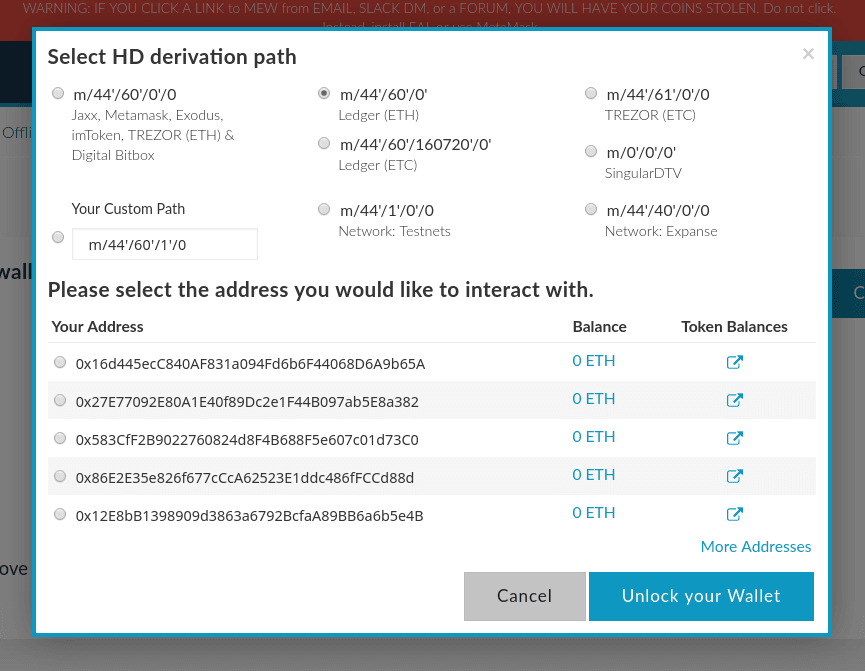 WARNING: IF YOU CLICK A LINK to MEW from EMAIL, SLACK DM, or a FORUM, YOU WILL HAVE YOUR COINS STOLEN. Do not click.
Instead, install EAL or use MetaMask
Select HD derivation path
×
m/44'/60'/0'/0
Jaxx, Metamask, Exodus,
imToken, TREZOR (ETH) &
Digital Bitbox
m/44'/60'/0'
Ledger (ETH)
m/44'/60'/160720'/0'
Ledger (ETC)
m/44'/61'/0'/0
TREZOR (ETC)
m/0'/0'/0'
SingularDTV
Your Custom Path
m/44'/60'/1'/0
m/44'/1'/0'/0
Network: Testnets
m/44'/40'/0'/0
Network: Expanse
Please select the address you would like to interact with.
Your Address Balance Token Balances
0x16d445ecC840AF831a094Fd6b6F44068D6A9b65A 0 ETH
0x27E77092E80A1E40f89Dc2e1F44B097ab5E8a382 0 ETH
0x583CfF2B9022760824d8F4B688F5e607c01d73C0 0 ETH
0x86E2E35e826f677cCcA62523E1ddc486fFCCd88d 0 ETH
0x12E8bB1398909d3863a6792BcfaA89BB6a6b5e4B 0 ETH
More Addresses
Cancel
Unlock your Wallet